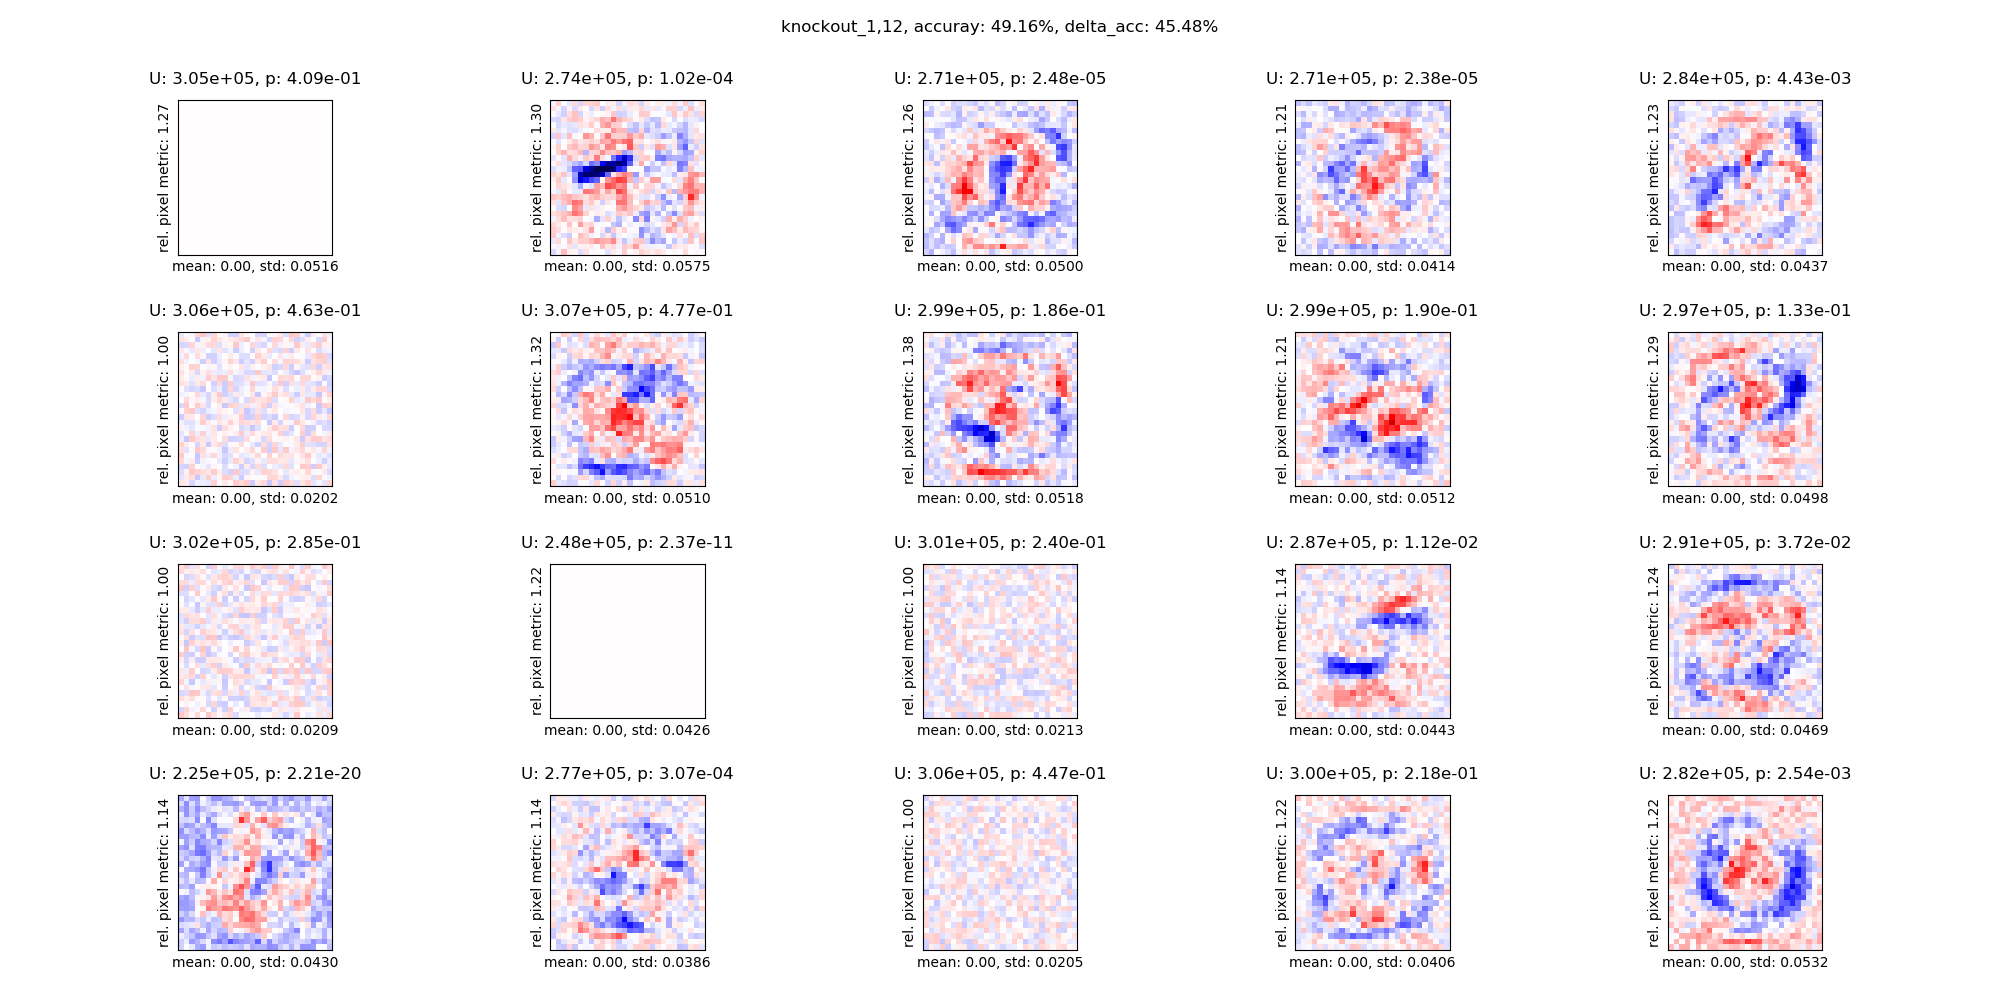 knockout_1,12, accuray: 49.16%, delta_acc: 45.48%
U: 3.05e+05, p: 4.09e-01
rel. pixel metric: 1.27
mean: 0.00, std: 0.0516
U: 2.74e+05, p: 1.02e-04
rel. pixel metric: 1.30
mean: 0.00, std: 0.0575
U: 2.71e+05, p: 2.48e-05
rel. pixel metric: 1.26
mean: 0.00, std: 0.0500
U: 2.71e+05, p: 2.38e-05
rel. pixel metric: 1.21
mean: 0.00, std: 0.0414
U: 2.84e+05, p: 4.43e-03
rel. pixel metric: 1.23
mean: 0.00, std: 0.0437
U: 3.06e+05, p: 4.63e-01
rel. pixel metric: 1.00
mean: 0.00, std: 0.0202
U: 3.07e+05, p: 4.77e-01
rel. pixel metric: 1.32
mean: 0.00, std: 0.0510
U: 2.99e+05, p: 1.86e-01
rel. pixel metric: 1.38
mean: 0.00, std: 0.0518
U: 2.99e+05, p: 1.90e-01
rel. pixel metric: 1.21
mean: 0.00, std: 0.0512
U: 2.97e+05, p: 1.33e-01
rel. pixel metric: 1.29
mean: 0.00, std: 0.0498
U: 3.02e+05, p: 2.85e-01
rel. pixel metric: 1.00
mean: 0.00, std: 0.0209
U: 2.48e+05, p: 2.37e-11
rel. pixel metric: 1.22
mean: 0.00, std: 0.0426
U: 3.01e+05, p: 2.40e-01
rel. pixel metric: 1.00
mean: 0.00, std: 0.0213
U: 2.87e+05, p: 1.12e-02
rel. pixel metric: 1.14
mean: 0.00, std: 0.0443
U: 2.91e+05, p: 3.72e-02
rel. pixel metric: 1.24
mean: 0.00, std: 0.0469
U: 2.25e+05, p: 2.21e-20
rel. pixel metric: 1.14
mean: 0.00, std: 0.0430
U: 2.77e+05, p: 3.07e-04
rel. pixel metric: 1.14
mean: 0.00, std: 0.0386
U: 3.06e+05, p: 4.47e-01
rel. pixel metric: 1.00
mean: 0.00, std: 0.0205
U: 3.00e+05, p: 2.18e-01
rel. pixel metric: 1.22
mean: 0.00, std: 0.0406
U: 2.82e+05, p: 2.54e-03
rel. pixel metric: 1.22
mean: 0.00, std: 0.0532